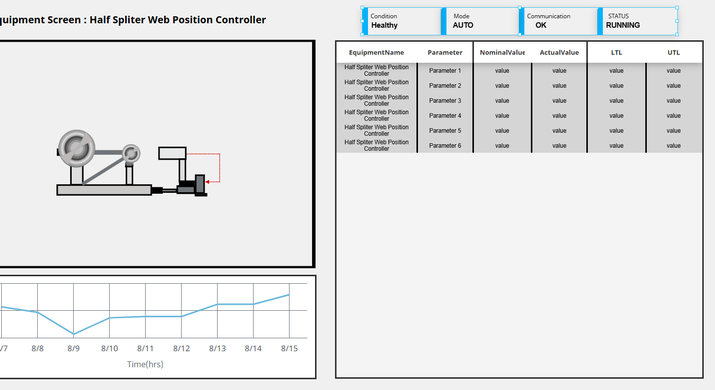 quipment Screen : Half Spliter Web Position Controller
Condition Mode Communication STATUS
Healthy AUTO OK RUNNING
EquipmentName Parameter NominalValue ActualValue LTL UTL
Half Spliter Web Position
Controller Parameter 1 value value value value
Half Spliter Web Position
Controller Parameter 2 value value value value
Half Spliter Web Position
Controller Parameter 3 value value value value
Half Spliter Web Position
Controller Parameter 4 value value value value
Half Spliter Web Position
Controller Parameter 5 value value value value
Half Spliter Web Position
Controller Parameter 6 value value value value
/7 8/8 8/9 8/10 8/11 8/12 8/13 8/14 8/15
Time(hrs)